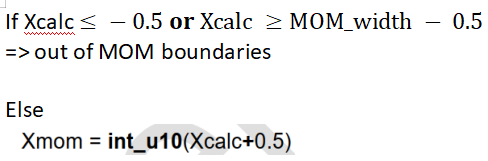 If Xcalc ≤ − 0.5 or Xcalc ≥ MOM_width − 0.5
=> out of MOM boundaries
Else
Xmom = int_u10(Xcalc+0.5)